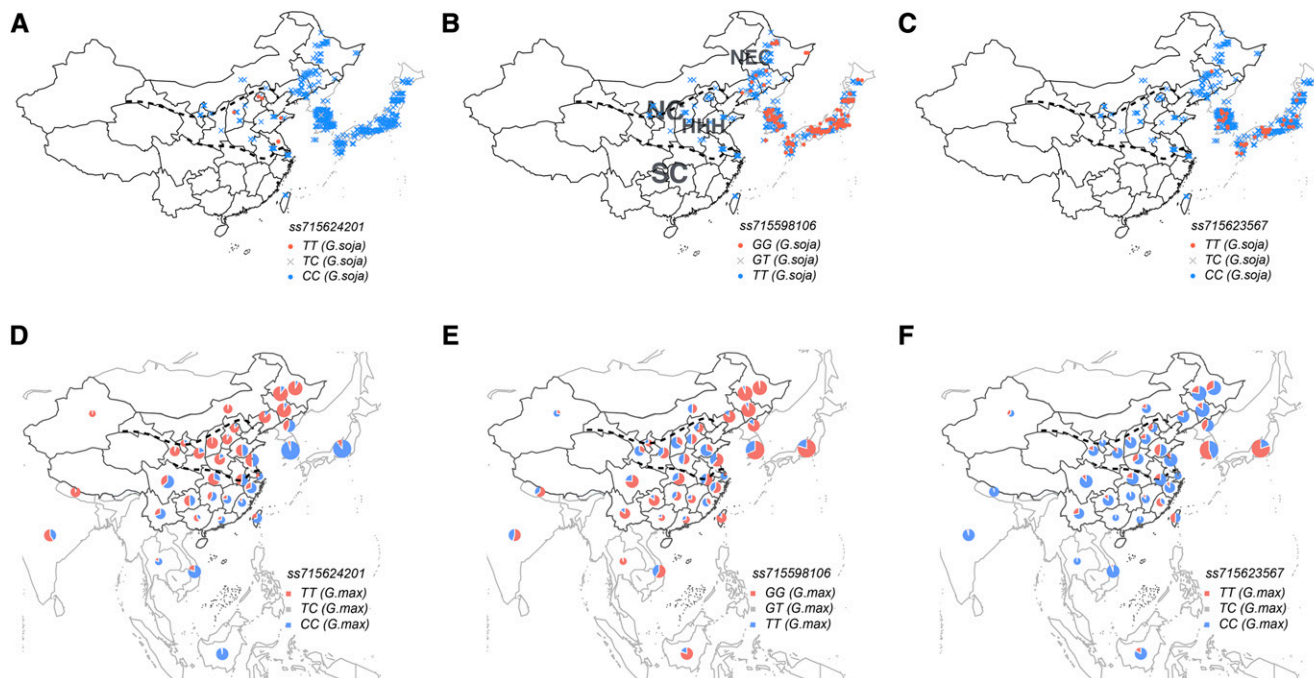 A
B
C
NEC
NC
HHH
SC
ss715624201
TT (G.soja)
TC (G.soja)
CC (G.soja)
ss715598106
GG (G.soja)
GT (G.soja)
TT (G.soja)
ss715623567
TT (G.soja)
TC (G.soja)
CC (G.soja)
D
E
F
ss715624201
TT (G.max)
TC (G.max)
CC (G.max)
ss715598106
GG (G.max)
GT (G.max)
TT (G.max)
ss715623567
TT (G.max)
TC (G.max)
CC (G.max)